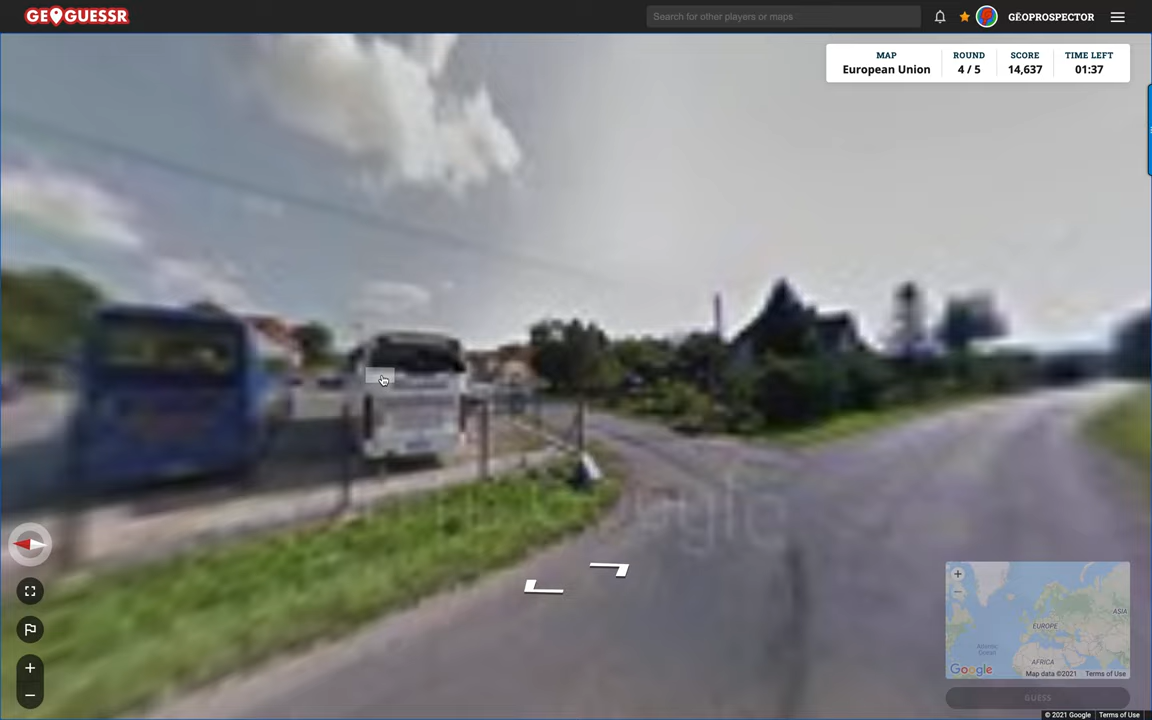 GEOGUESSR
Search for other players or maps
GEOPROSPECTOR
MAP
European Union
ROUND
4 / 5
SCORE
14,637
TIME LEFT
01:37
Google
+
−
+
−
ASIA
EUROPE
Atlantic
Ocean
AFRICA
Google
Map data ©2021
Terms of Use
GUESS
© 2021 Google
Terms of Use